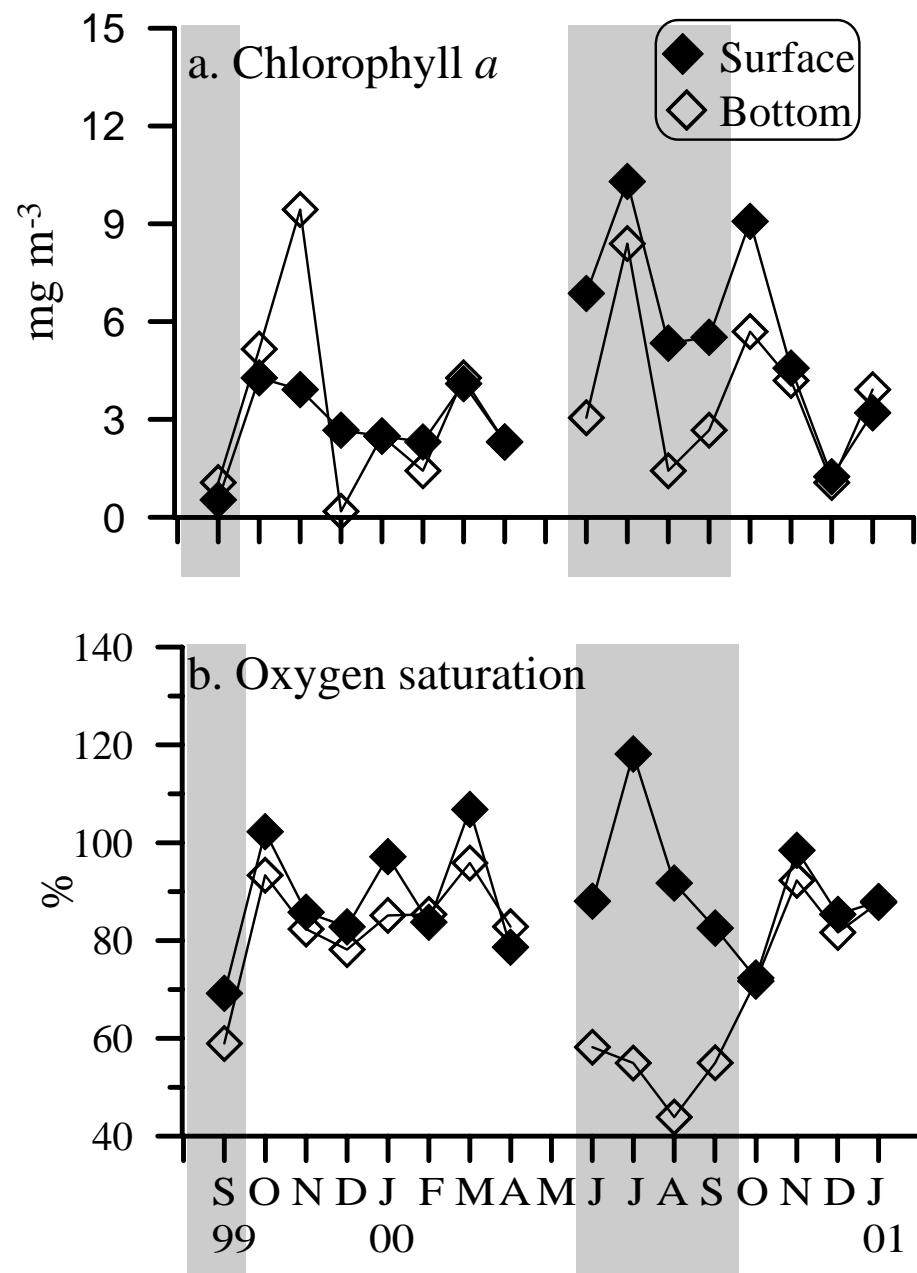 15
a. Chlorophyll a
Surface
Bottom
12
9
6
3
0
mg m-3
140
b. Oxygen saturation
120
100
80
60
40
%
S O N D J F M A M J J A S O N D J
99 00 01